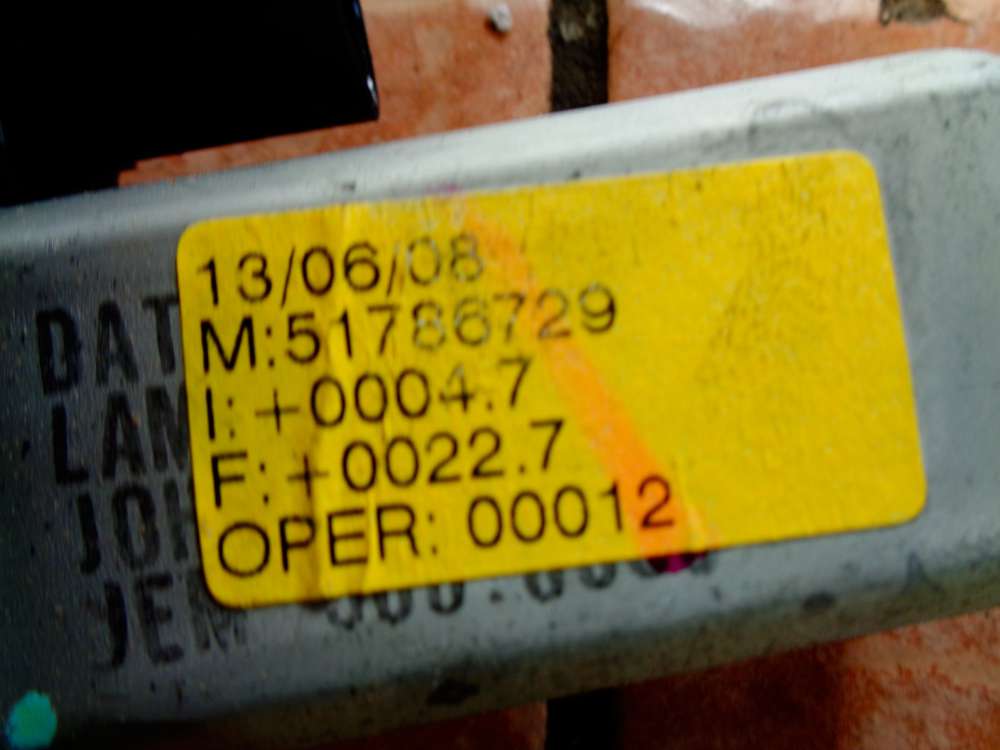 13/06/08
M:51786729
I: +0004.7
F: +0022.7
OPER: 00012